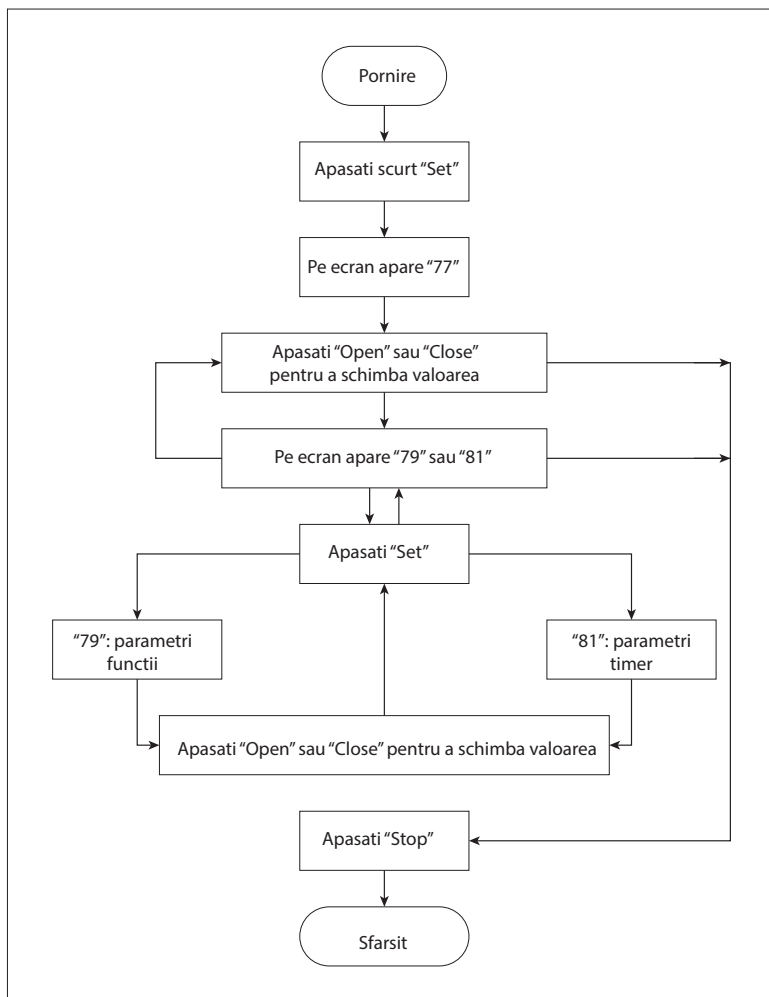 Pornire
Apasati scurt “Set”
Pe ecran apare “77”
Apasati “Open” sau “Close”
pentru a schimba valoarea
Pe ecran apare “79” sau “81”
Apasati “Set”
“79”: parametri
functii
“81”: parametri
timer
Apasati “Open” sau “Close” pentru a schimba valoarea
Apasati “Stop”
Sfarsit